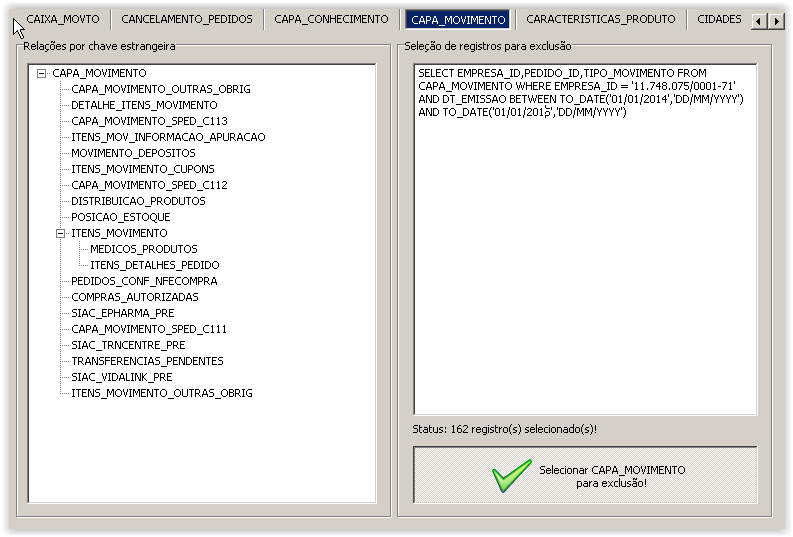 CAIXA_MOVTO
CANCELAMENTO_PEDIDOS
CAPA_CONHECIMENTO
CAPA_MOVIMENTO
CARACTERISTICAS_PRODUTO
CIDADES
Relações por chave estrangeira
CAPA_MOVIMENTO
CAPA_MOVIMENTO_OUTRAS_OBRIG
DETALHE_ITENS_MOVIMENTO
CAPA_MOVIMENTO_SPED_C113
ITENS_MOV_INFORMACAO_APURACAO
MOVIMENTO_DEPOSITOS
ITENS_MOVIMENTO_CUPONS
CAPA_MOVIMENTO_SPED_C112
DISTRIBUICAO_PRODUTOS
POSICAO_ESTOQUE
ITENS_MOVIMENTO
MEDICOS_PRODUTOS
ITENS_DETALHES_PEDIDO
PEDIDOS_CONF_NFECOMPRA
COMPRAS_AUTORIZADAS
SIAC_EPHARMA_PRE
CAPA_MOVIMENTO_SPED_C111
SIAC_TRNCENTRE_PRE
TRANSFERENCIAS_PENDENTES
SIAC_VIDALINK_PRE
ITENS_MOVIMENTO_OUTRAS_OBRIG
Seleção de registros para exclusão
SELECT EMPRESA_ID,PEDIDO_ID,TIPO_MOVIMENTO FROM
CAPA_MOVIMENTO WHERE EMPRESA_ID = '11.748.075/0001-71'
AND DT_EMISSAO BETWEEN TO_DATE('01/01/2014','DD/MM/YYYY')
AND TO_DATE('01/01/2015','DD/MM/YYYY')
Status: 162 registro(s) selecionado(s)!
Selecionar CAPA_MOVIMENTO
para exclusão!